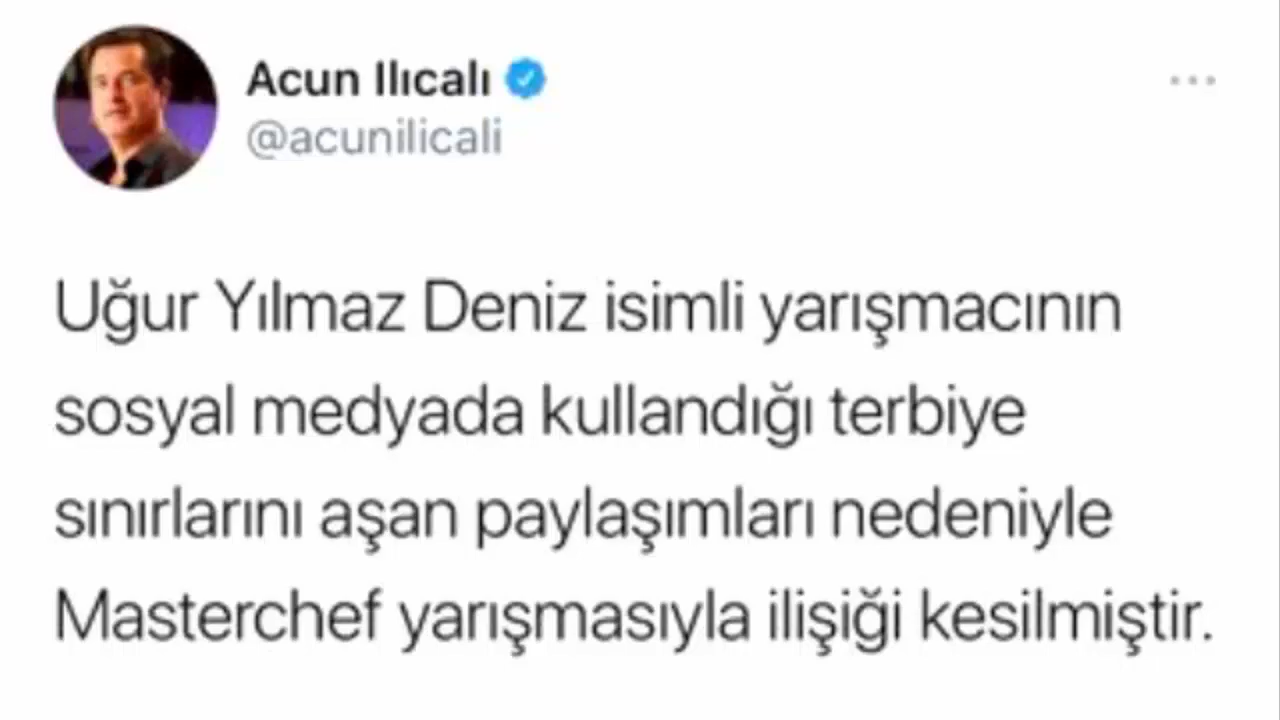 Acun Ilıcalı
@acunilicali
Uğur Yılmaz Deniz isimli yarışmacının
sosyal medyada kullandığı terbiye
sınırlarını aşan paylaşımları nedeniyle
Masterchef yarışmasıyla ilişiği kesilmiştir.